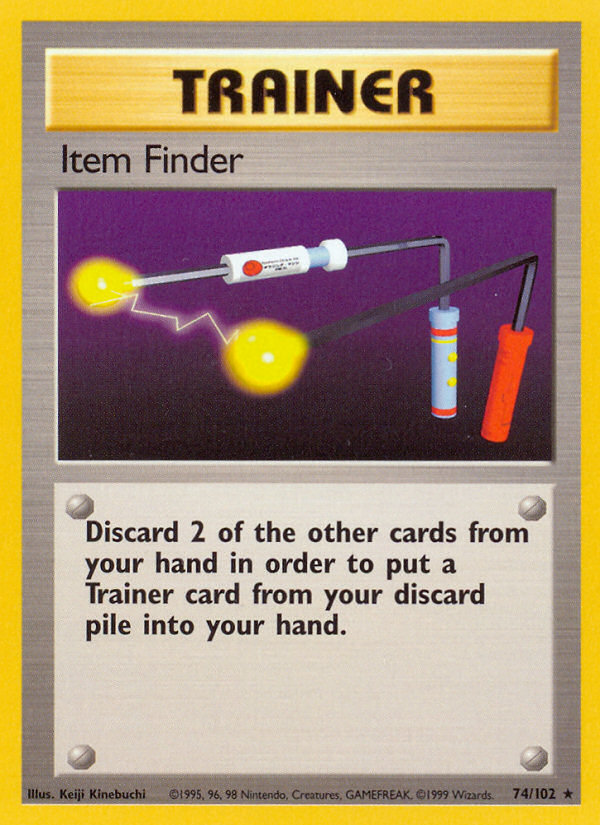 TRAINER
Item Finder
Discard 2 of the other cards from
your hand in order to put a
Trainer card from your discard
pile into your hand.
Illus. Keiji Kinebuchi ©1995, 96, 98 Nintendo, Creatures, GAMEFREAK, ©1999 Wizards. 74/102 ★